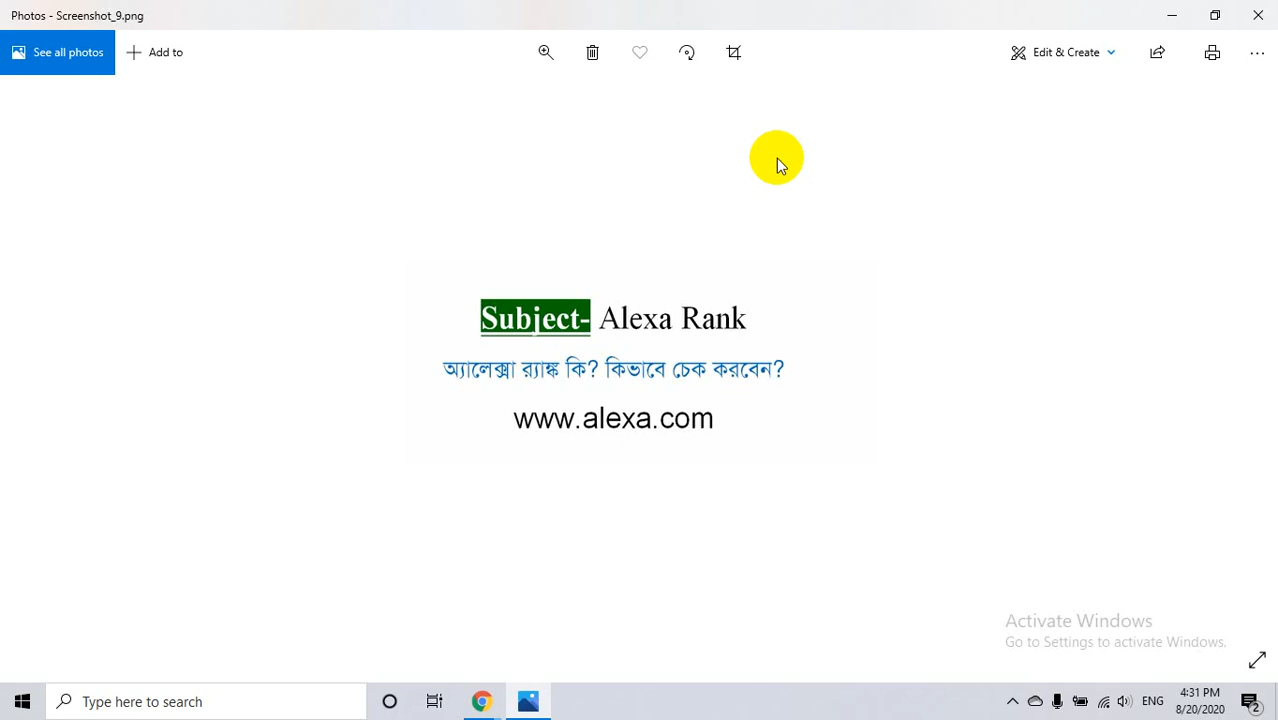 Photos - Screenshot_9.png
See all photos
Add to
Edit & Create
Subject- Alexa Rank
অ্যালেক্সা র‍্যাঙ্ক কি? কিভাবে চেক করবেন?
www.alexa.com
Activate Windows
Go to Settings to activate Windows.
Type here to search
ENG
4:31 PM
8/20/2020
2